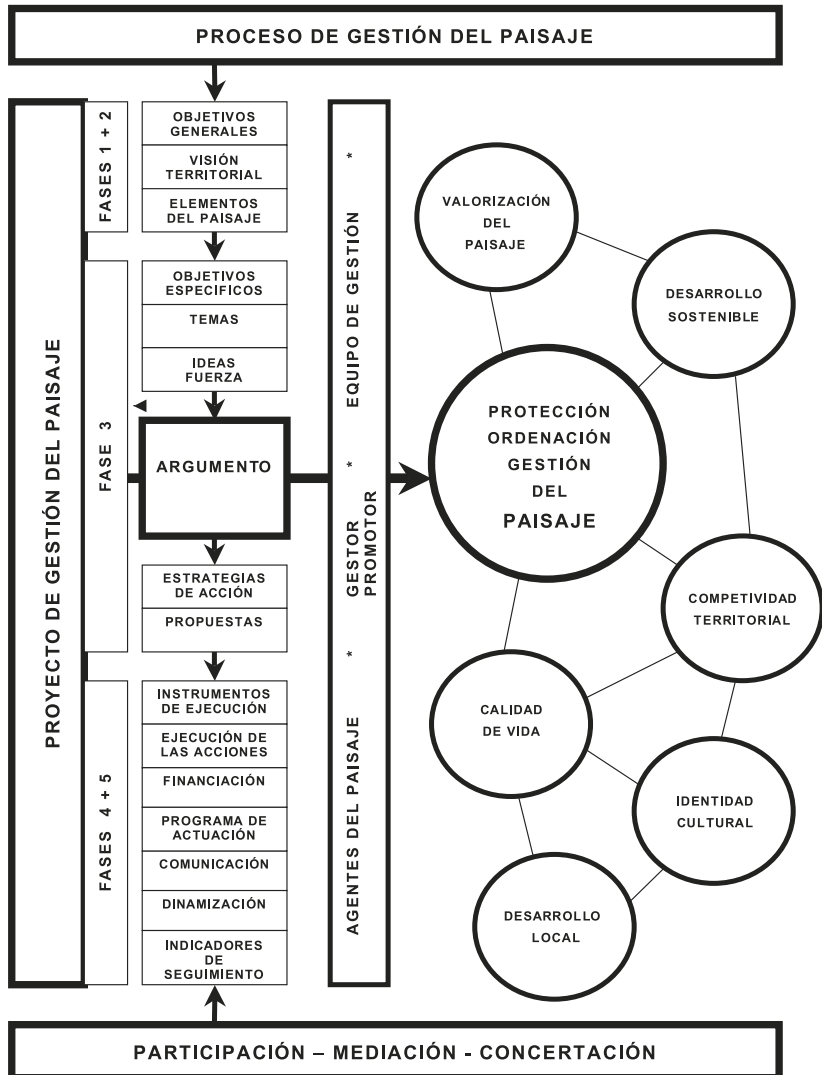 PROCESO DE GESTIÓN DEL PAISAJE
PROYECTO DE GESTIÓN DEL PAISAJE
FASES 1 + 2
OBJETIVOS
GENERALES
VISIÓN
TERRITORIAL
ELEMENTOS
DEL PAISAJE
FASE 3
OBJETIVOS
ESPECIFICOS
TEMAS
IDEAS
FUERZA
ARGUMENTO
ESTRATEGIAS
DE ACCIÓN
PROPUESTAS
FASES 4 + 5
INSTRUMENTOS
DE EJECUCIÓN
EJECUCIÓN DE
LAS ACCIONES
FINANCIACIÓN
PROGRAMA DE
ACTUACIÓN
COMUNICACIÓN
DINAMIZACIÓN
INDICADORES
DE
SEGUIMIENTO
* EQUIPO DE GESTIÓN
* GESTOR
PROMOTOR
* AGENTES DEL PAISAJE
VALORIZACIÓN
DEL
PAISAJE
DESARROLLO
SOSTENIBLE
PROTECCIÓN
ORDENACIÓN
GESTIÓN
DEL
PAISAJE
COMPETIVIDAD
TERRITORIAL
CALIDAD
DE VIDA
IDENTIDAD
CULTURAL
DESARROLLO
LOCAL
PARTICIPACIÓN – MEDIACIÓN - CONCERTACIÓN